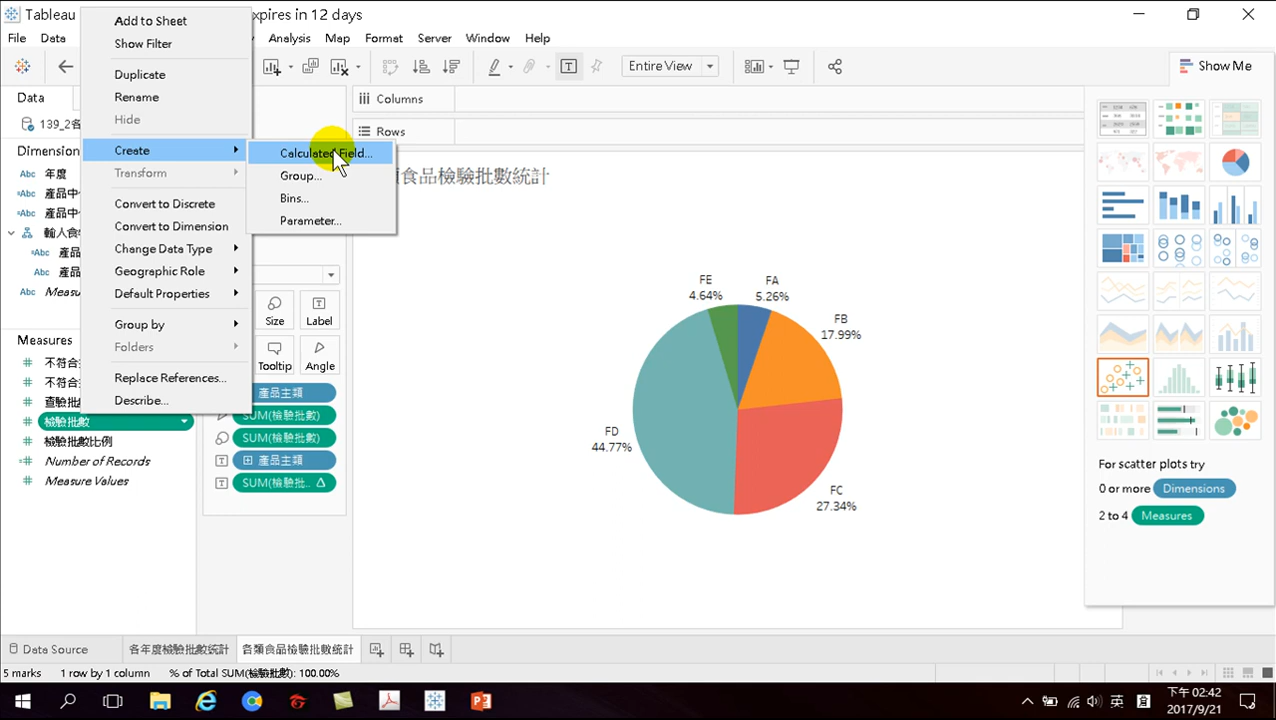 Tableau
expires in 12 days
File Data
Analysis Map Format Server Window Help
Entire View
Show Me
Data
139_2各
Dimension
年度
產品中
產品中
輸人食
產品
產品
Measu
Measures
不符合
不符合
查驗批
檢驗批數
檢驗批數比例
Number of Records
Measure Values
Add to Sheet
Show Filter
Duplicate
Rename
Hide
Create
Transform
Convert to Discrete
Convert to Dimension
Change Data Type
Geographic Role
Default Properties
Group by
Folders
Replace References...
Describe...
Calculated Field...
Group...
Bins...
Parameter...
Size
Label
Tooltip
Angle
產品主類
SUM(檢驗批數)
SUM(檢驗批數)
產品主類
SUM(檢驗批.. Δ
Columns
Rows
類食品檢驗批數統計
FE
4.64%
FA
5.26%
FB
17.99%
FC
27.34%
FD
44.77%
For scatter plots try
0 or more Dimensions
2 to 4 Measures
Data Source
各年度檢驗批數統計
各類食品檢驗批數統計
5 marks 1 row by 1 column % of Total SUM(檢驗批數): 100.00%
英
下午 02:42
2017/9/21